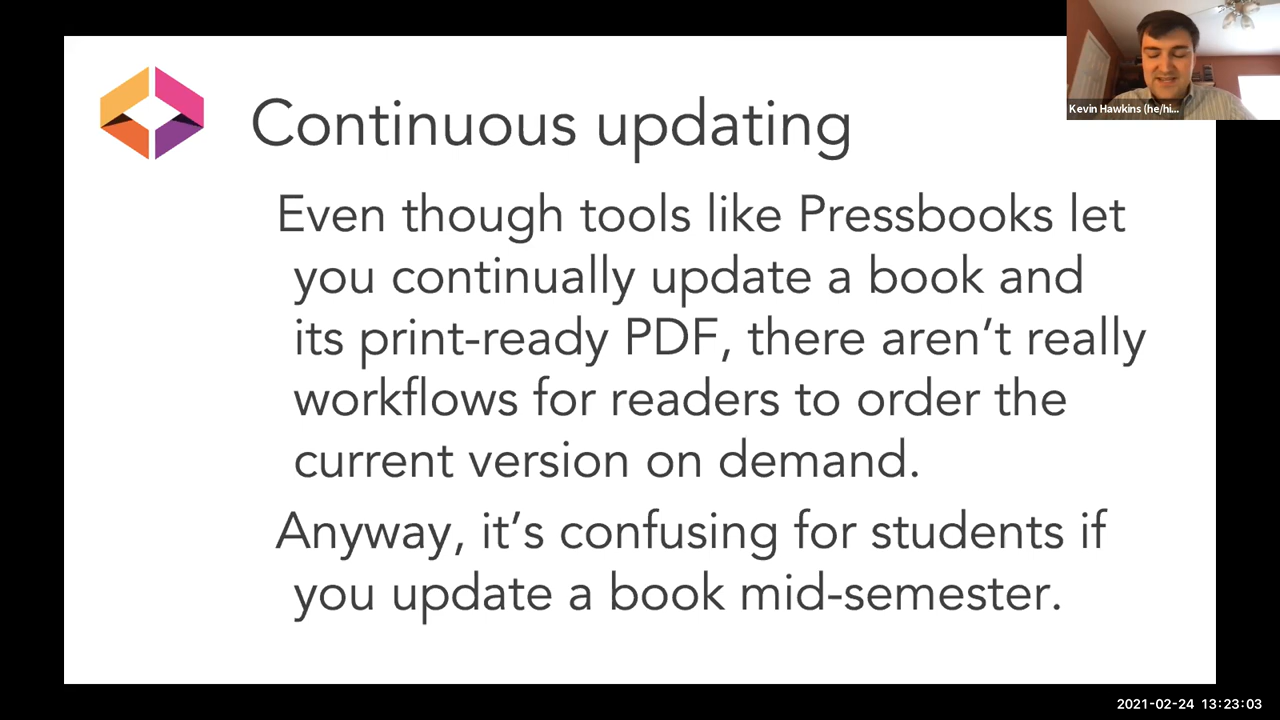 Kevin Hawkins (he/hi...
Continuous updating
Even though tools like Pressbooks let
you continually update a book and
its print-ready PDF, there aren’t really
workflows for readers to order the
current version on demand.
Anyway, it’s confusing for students if
you update a book mid-semester.
2021-02-24 13:23:03